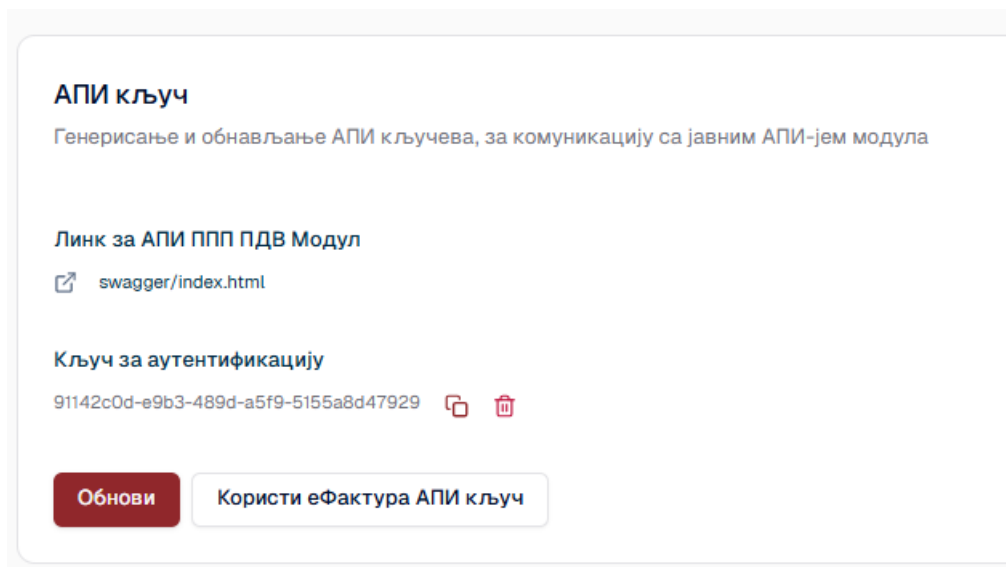 АПИ кључ
Генерисање и обнављање АПИ кључева, за комуникацију са јавним АПИ-јем модула
Линк за АПИ ППП ПДВ Модул
swagger/index.html
Кључ за аутентификацију
91142c0d-e9b3-489d-a5f9-5155a8d47929
Обнови
Користи еФактура АПИ кључ